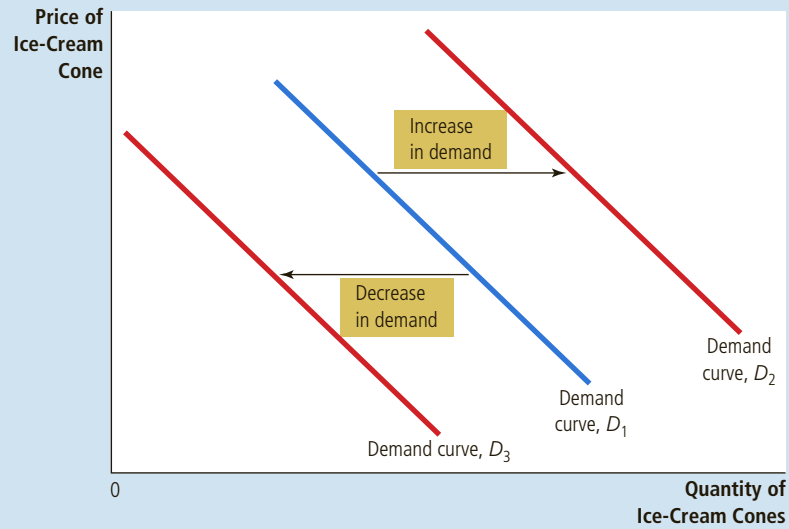 Price of
Ice-Cream
Cone
Increase
in demand
Decrease
in demand
Demand
curve, D2
Demand
curve, D1
Demand curve, D3
0
Quantity of
Ice-Cream Cones